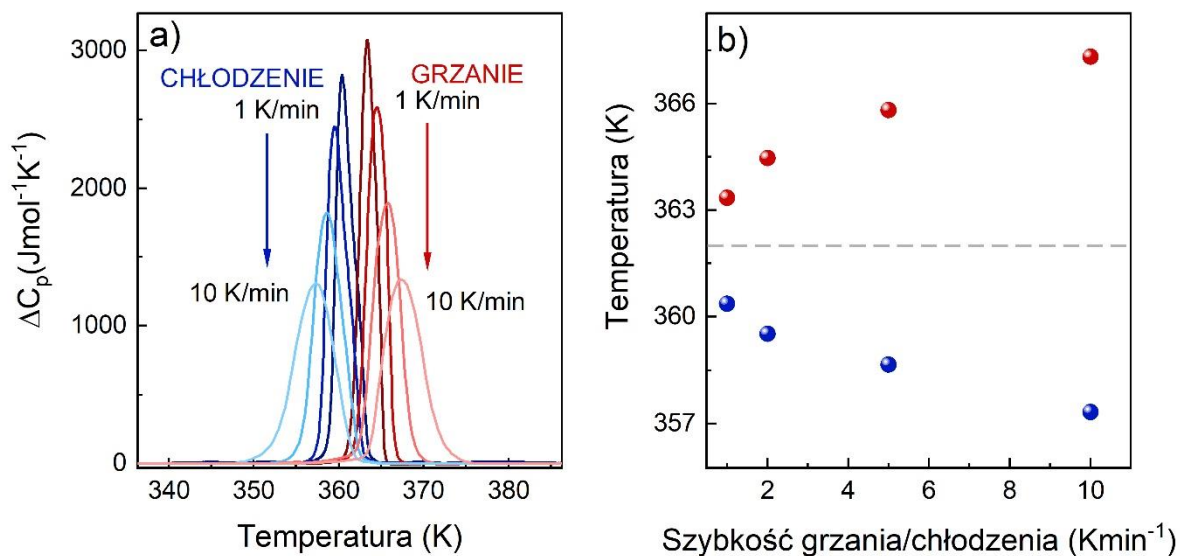 a)
3000
2000
1000
0
ΔCₚ(Jmol⁻¹K⁻¹)
CHŁODZENIE
1 K/min
10 K/min
GRZANIE
1 K/min
10 K/min
340 350 360 370 380
Temperatura (K)
b)
366
363
360
357
Temperatura (K)
2 4 6 8 10
Szybkość grzania/chłodzenia (Kmin⁻¹)